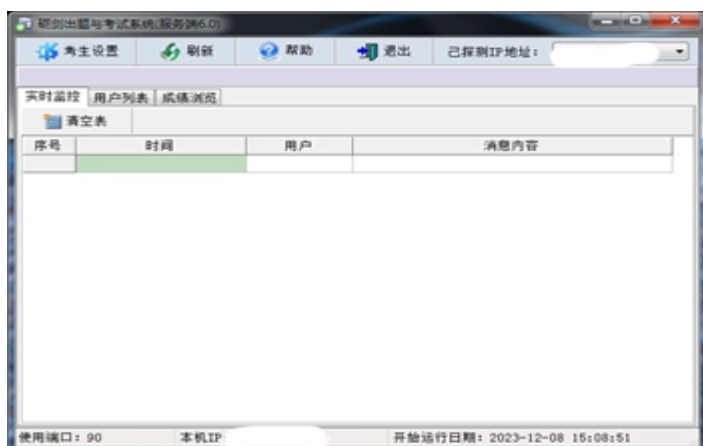 砺剑出题与考试系统(服务端6.0)
考生设置 刷新 帮助 退出 已探测IP地址:
实时监控 用户列表 成绩浏览
清空表
序号 时间 用户 消息内容
使用端口: 90 本机IP: 开始运行日期: 2023-12-08 15:08:51